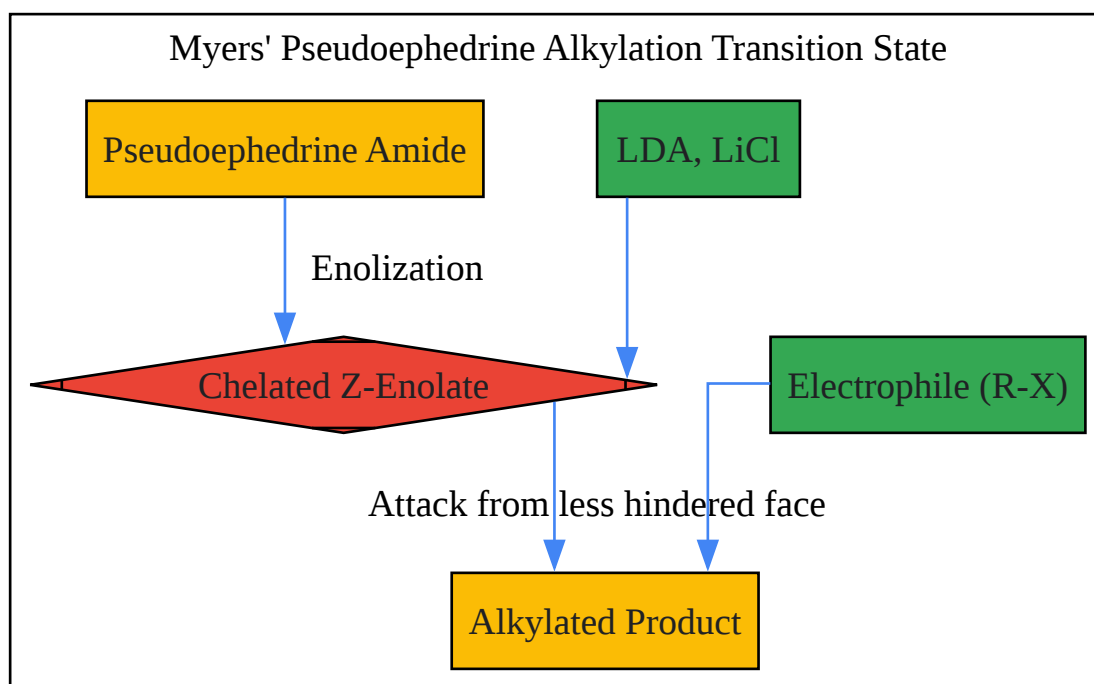 Myers' Pseudoephedrine Alkylation Transition State
Pseudoephedrine Amide
LDA, LiCl
Enolization
Chelated Z-Enolate
Electrophile (R-X)
Attack from less hindered face
Alkylated Product